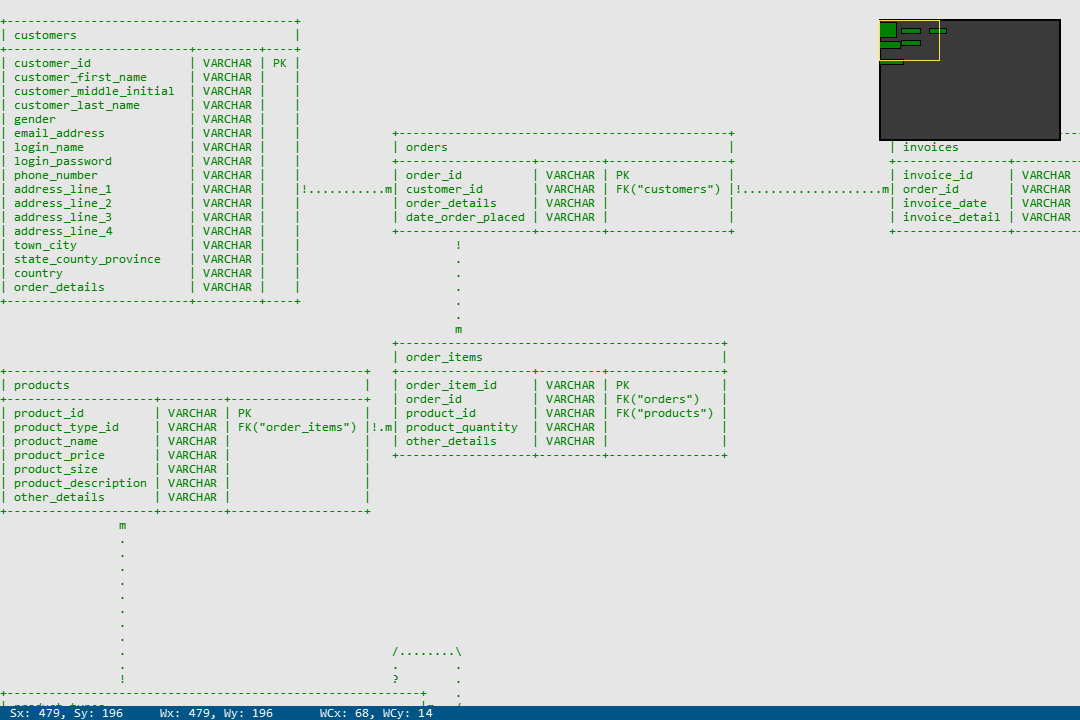 customers
customer_id | VARCHAR | PK
customer_first_name | VARCHAR
customer_middle_initial | VARCHAR
customer_last_name | VARCHAR
gender | VARCHAR
email_address | VARCHAR
login_name | VARCHAR
login_password | VARCHAR
phone_number | VARCHAR
address_line_1 | VARCHAR |!...........m|
address_line_2 | VARCHAR
address_line_3 | VARCHAR
address_line_4 | VARCHAR
town_city | VARCHAR
state_county_province | VARCHAR
country | VARCHAR
order_details | VARCHAR
orders
order_id | VARCHAR | PK
customer_id | VARCHAR | FK("customers") |!.....................m|
order_details | VARCHAR
date_order_placed | VARCHAR
!
m
invoices
invoice_id | VARCHAR
order_id | VARCHAR
invoice_date | VARCHAR
invoice_detail | VARCHAR
order_items
order_item_id | VARCHAR | PK
order_id | VARCHAR | FK("orders")
product_id | VARCHAR | FK("products")
product_quantity | VARCHAR
other_details | VARCHAR
products
product_id | VARCHAR | PK
product_type_id | VARCHAR | FK("order_items") |!.m|
product_name | VARCHAR
product_price | VARCHAR
product_size | VARCHAR
product_description | VARCHAR
other_details | VARCHAR
m
!
/........\
?
Sx: 479, Sy: 196 Wx: 479, Wy: 196 WCx: 68, WCy: 14